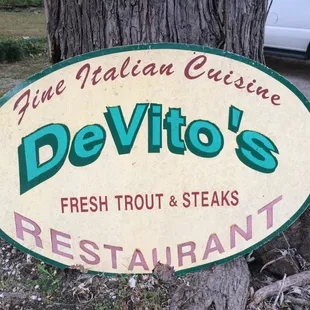 Fine Italian Cuisine
DeVito's
FRESH TROUT & STEAKS
RESTAURANT